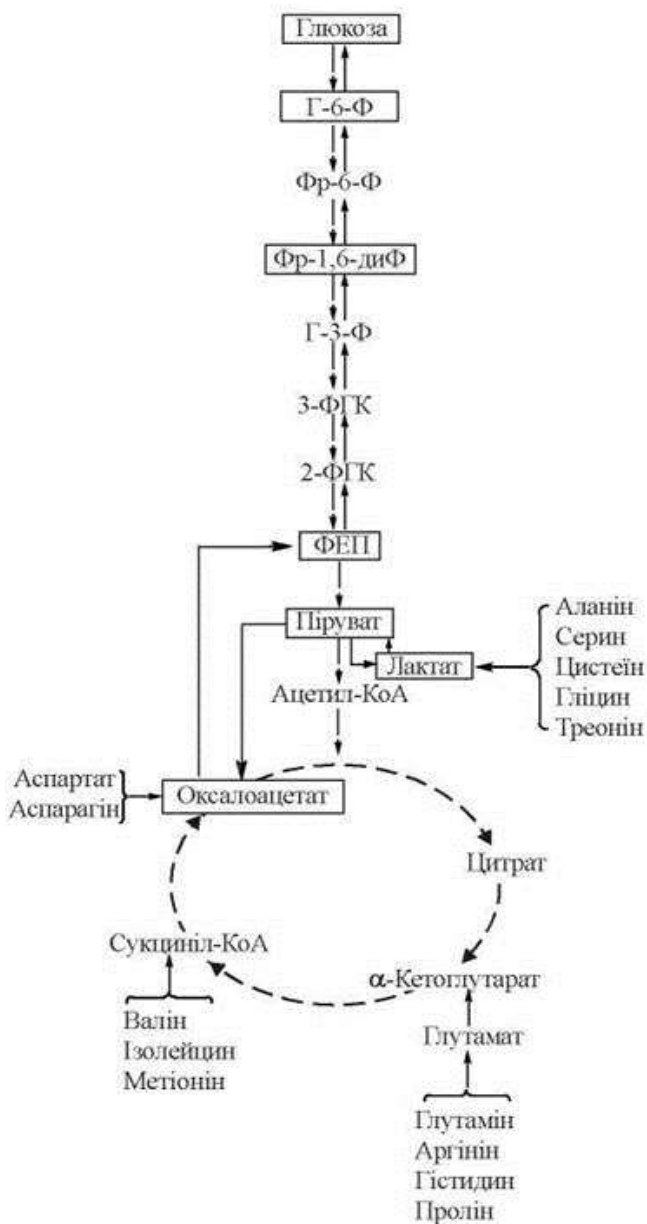 Глюкоза
Г-6-Ф
Фр-6-Ф
Фр-1,6-диФ
Г-3-Ф
3-ФГК
2-ФГК
ФЕП
Піруват
Лактат
Аланін
Серин
Цистеїн
Гліцин
Треонін
Ацетил-КоА
Аспартат
Аспарагін
Оксалоацетат
Цитрат
Сукциніл-КоА
α-Кетоглутарат
Валін
Ізолейцин
Метіонін
Глутамат
Глутамін
Аргінін
Гістидин
Пролін